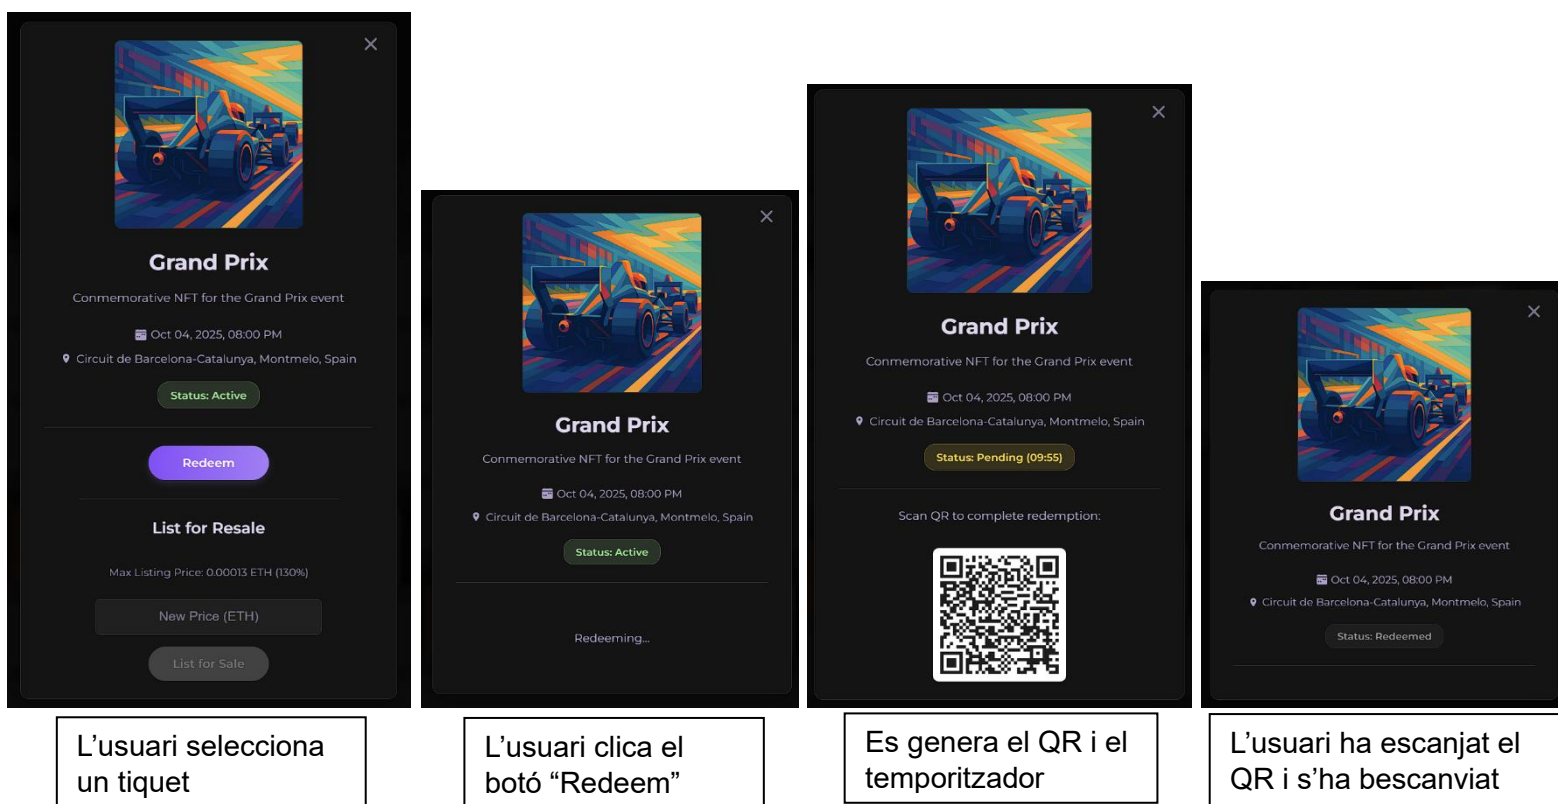 Grand Prix
Conmemorative NFT for the Grand Prix event
Oct 04, 2025, 08:00 PM
Circuit de Barcelona-Catalunya, Montmelo, Spain
Status: Active
Redeem
List for Resale
Max Listing Price: 0.00013 ETH (130%)
New Price (ETH)
List for Sale
L’usuari selecciona
un tiquet
Grand Prix
Conmemorative NFT for the Grand Prix event
Oct 04, 2025, 08:00 PM
Circuit de Barcelona-Catalunya, Montmelo, Spain
Status: Active
Redeeming...
L’usuari clica el
botó “Redeem”
Grand Prix
Conmemorative NFT for the Grand Prix event
Oct 04, 2025, 08:00 PM
Circuit de Barcelona-Catalunya, Montmelo, Spain
Status: Pending (09:55)
Scan QR to complete redemption:
Es genera el QR i el
temporitzador
Grand Prix
Conmemorative NFT for the Grand Prix event
Oct 04, 2025, 08:00 PM
Circuit de Barcelona-Catalunya, Montmelo, Spain
Status: Redeemed
L’usuari ha escanjat el
QR i s’ha bescanviat